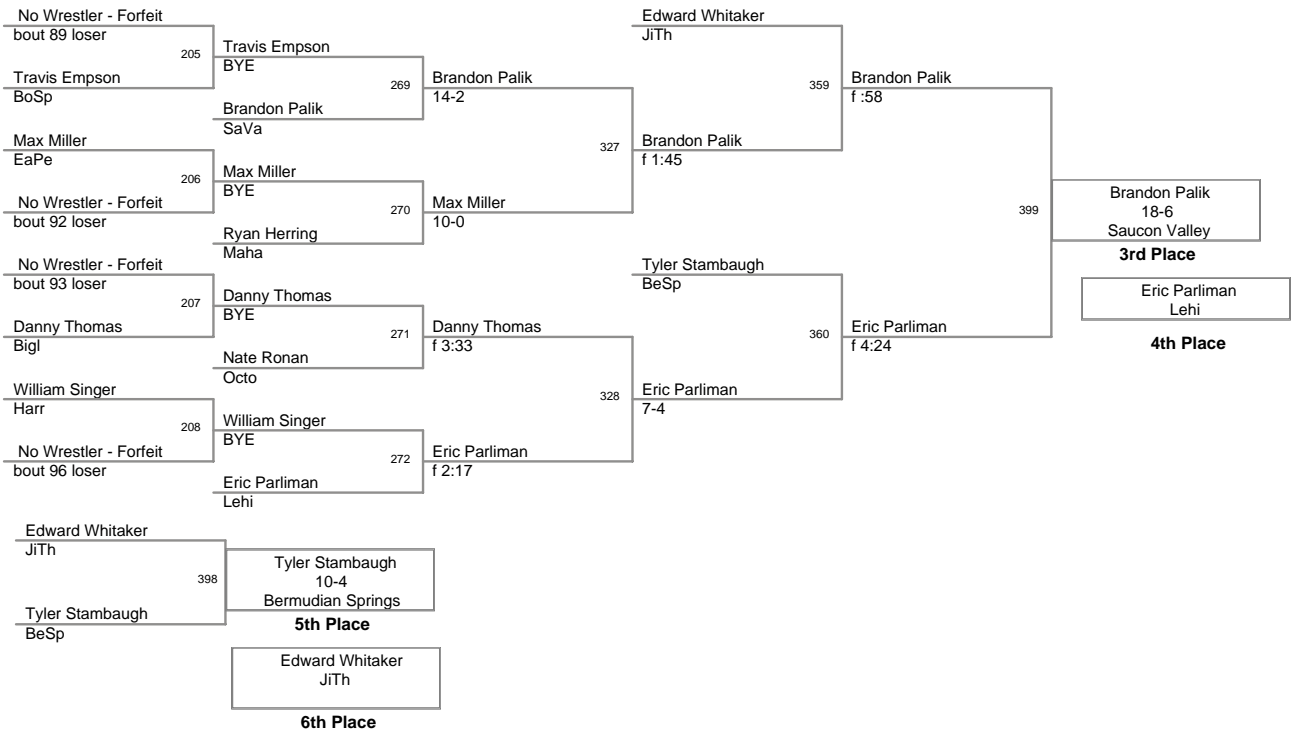 No Wrestler - Forfeit
bout 89 loser
205
Travis Empson
BoSp
Max Miller
EaPe
206
No Wrestler - Forfeit
bout 92 loser
No Wrestler - Forfeit
bout 93 loser
207
Danny Thomas
Bigl
William Singer
Harr
208
No Wrestler - Forfeit
bout 96 loser
Travis Empson
BYE
269
Brandon Palik
SaVa
Max Miller
BYE
270
Ryan Herring
Maha
Danny Thomas
BYE
271
Nate Ronan
Octo
William Singer
BYE
272
Eric Parliman
Lehi
Brandon Palik
14-2
327
Max Miller
10-0
Danny Thomas
f 3:33
328
Eric Parliman
f 2:17
Edward Whitaker
JiTh
359
Brandon Palik
f 1:45
Tyler Stambaugh
BeSp
360
Eric Parliman
7-4
Brandon Palik
f :58
399
Eric Parliman
f 4:24
Brandon Palik
18-6
Saucon Valley
3rd Place
Eric Parliman
Lehi
4th Place
Edward Whitaker
JiTh
398
Tyler Stambaugh
BeSp
Tyler Stambaugh
10-4
Bermudian Springs
5th Place
Edward Whitaker
JiTh
6th Place